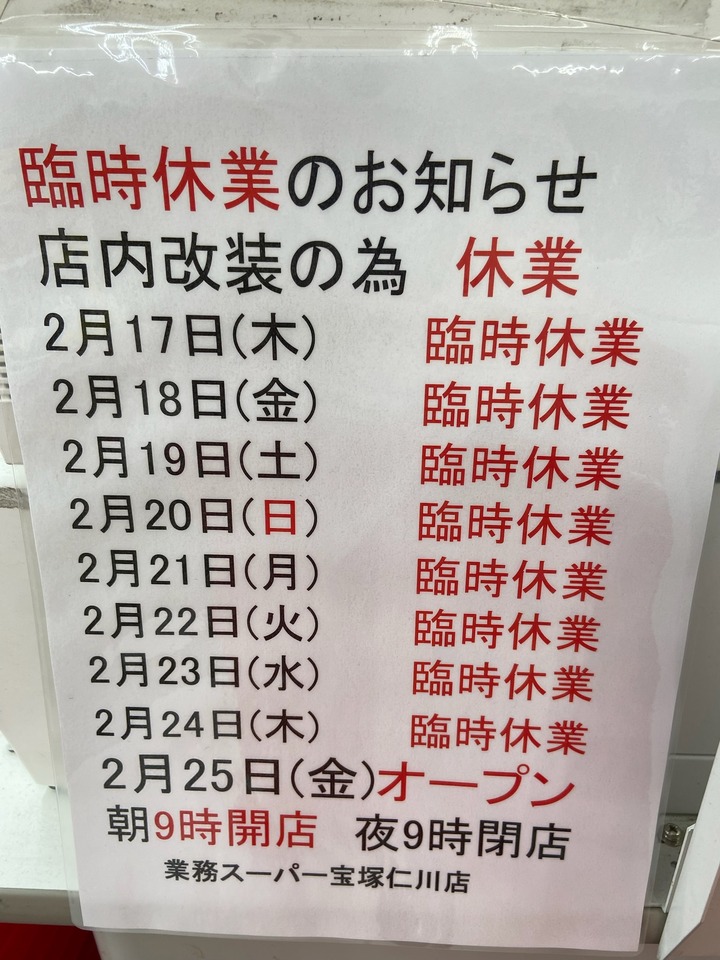 臨時休業のお知らせ
店内改装の為 休業
2月17日(木) 臨時休業
2月18日(金) 臨時休業
2月19日(土) 臨時休業
2月20日(日) 臨時休業
2月21日(月) 臨時休業
2月22日(火) 臨時休業
2月23日(水) 臨時休業
2月24日(木) 臨時休業
2月25日(金)オープン
朝9時開店 夜9時閉店
業務スーパー宝塚仁川店